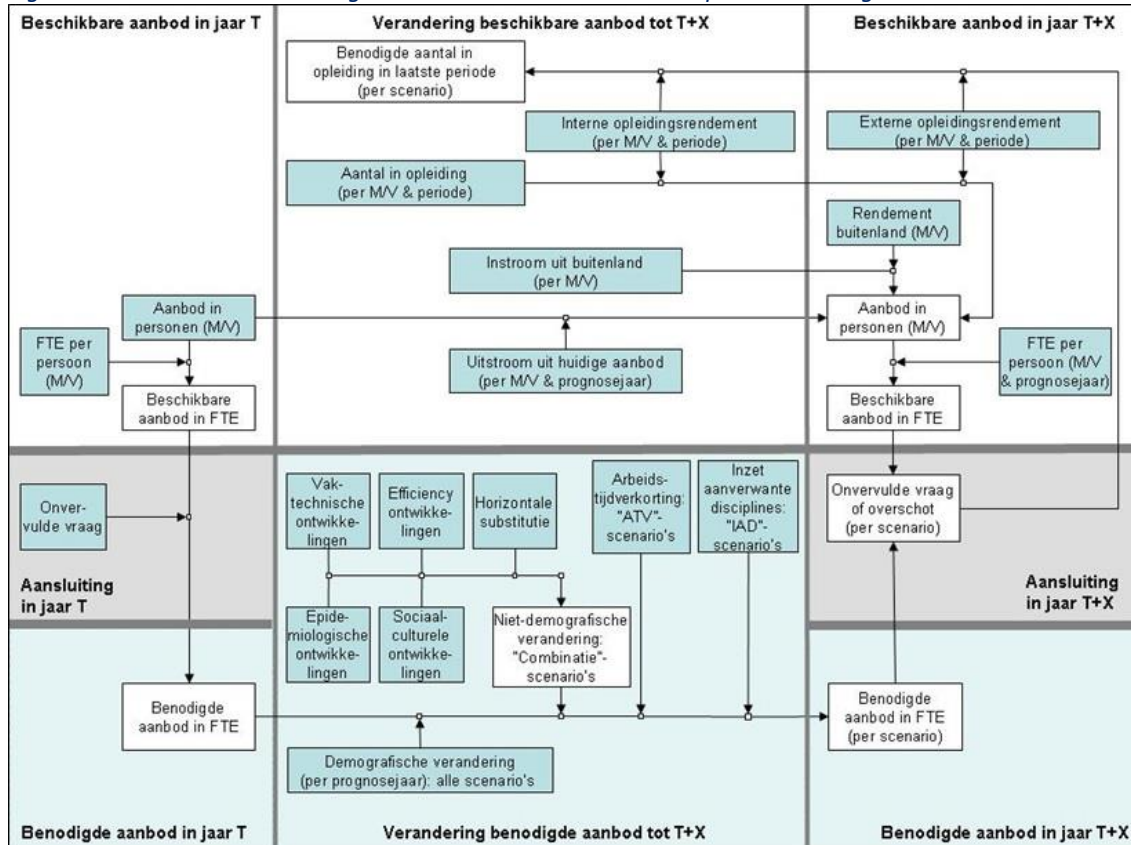 Beschikbare aanbod in jaar T
Verandering beschikbare aanbod tot T+X
Beschikbare aanbod in jaar T+X
Benodigde aantal in
opleiding in laatste periode
(per scenario)
Interne opleidingsrendement
(per M/V & periode)
Externe opleidingsrendement
(per M/V & periode)
Aantal in opleiding
(per M/V & periode)
Rendement
buitenland (M/V)
Instroom uit buitenland
(per M/V)
Aanbod in
personen (M/V)
Aanbod in
personen (M/V)
FTE per
persoon
(M/V)
Uitstroom uit huidige aanbod
(per M/V & prognosejaar)
FTE per
persoon (M/V
& prognosejaar)
Beschikbare
aanbod in FTE
Beschikbare
aanbod in FTE
Onver-
vulde vraag
Vak-
technische
ontwikke-
lingen
Efficiency
ontwikke-
lingen
Horizontale
substitutie
Arbeids-
tijdverkorting:
"ATV"-
scenario's
Inzet
aanverwante
disciplines:
"IAD"-
scenario's
Onvervulde vraag
of overschot
(per scenario)
Aansluiting
in jaar T
Aansluiting
in jaar T+X
Epide-
miologische
ontwikke-
lingen
Sociaal-
culturele
ontwikke-
lingen
Niet-demografische
verandering:
"Combinatie"-
scenario's
Benodigde
aanbod in FTE
Benodigde
aanbod in FTE
(per scenario)
Demografische verandering
(per prognosejaar): alle scenario's
Benodigde aanbod in jaar T
Verandering benodigde aanbod tot T+X
Benodigde aanbod in jaar T+X